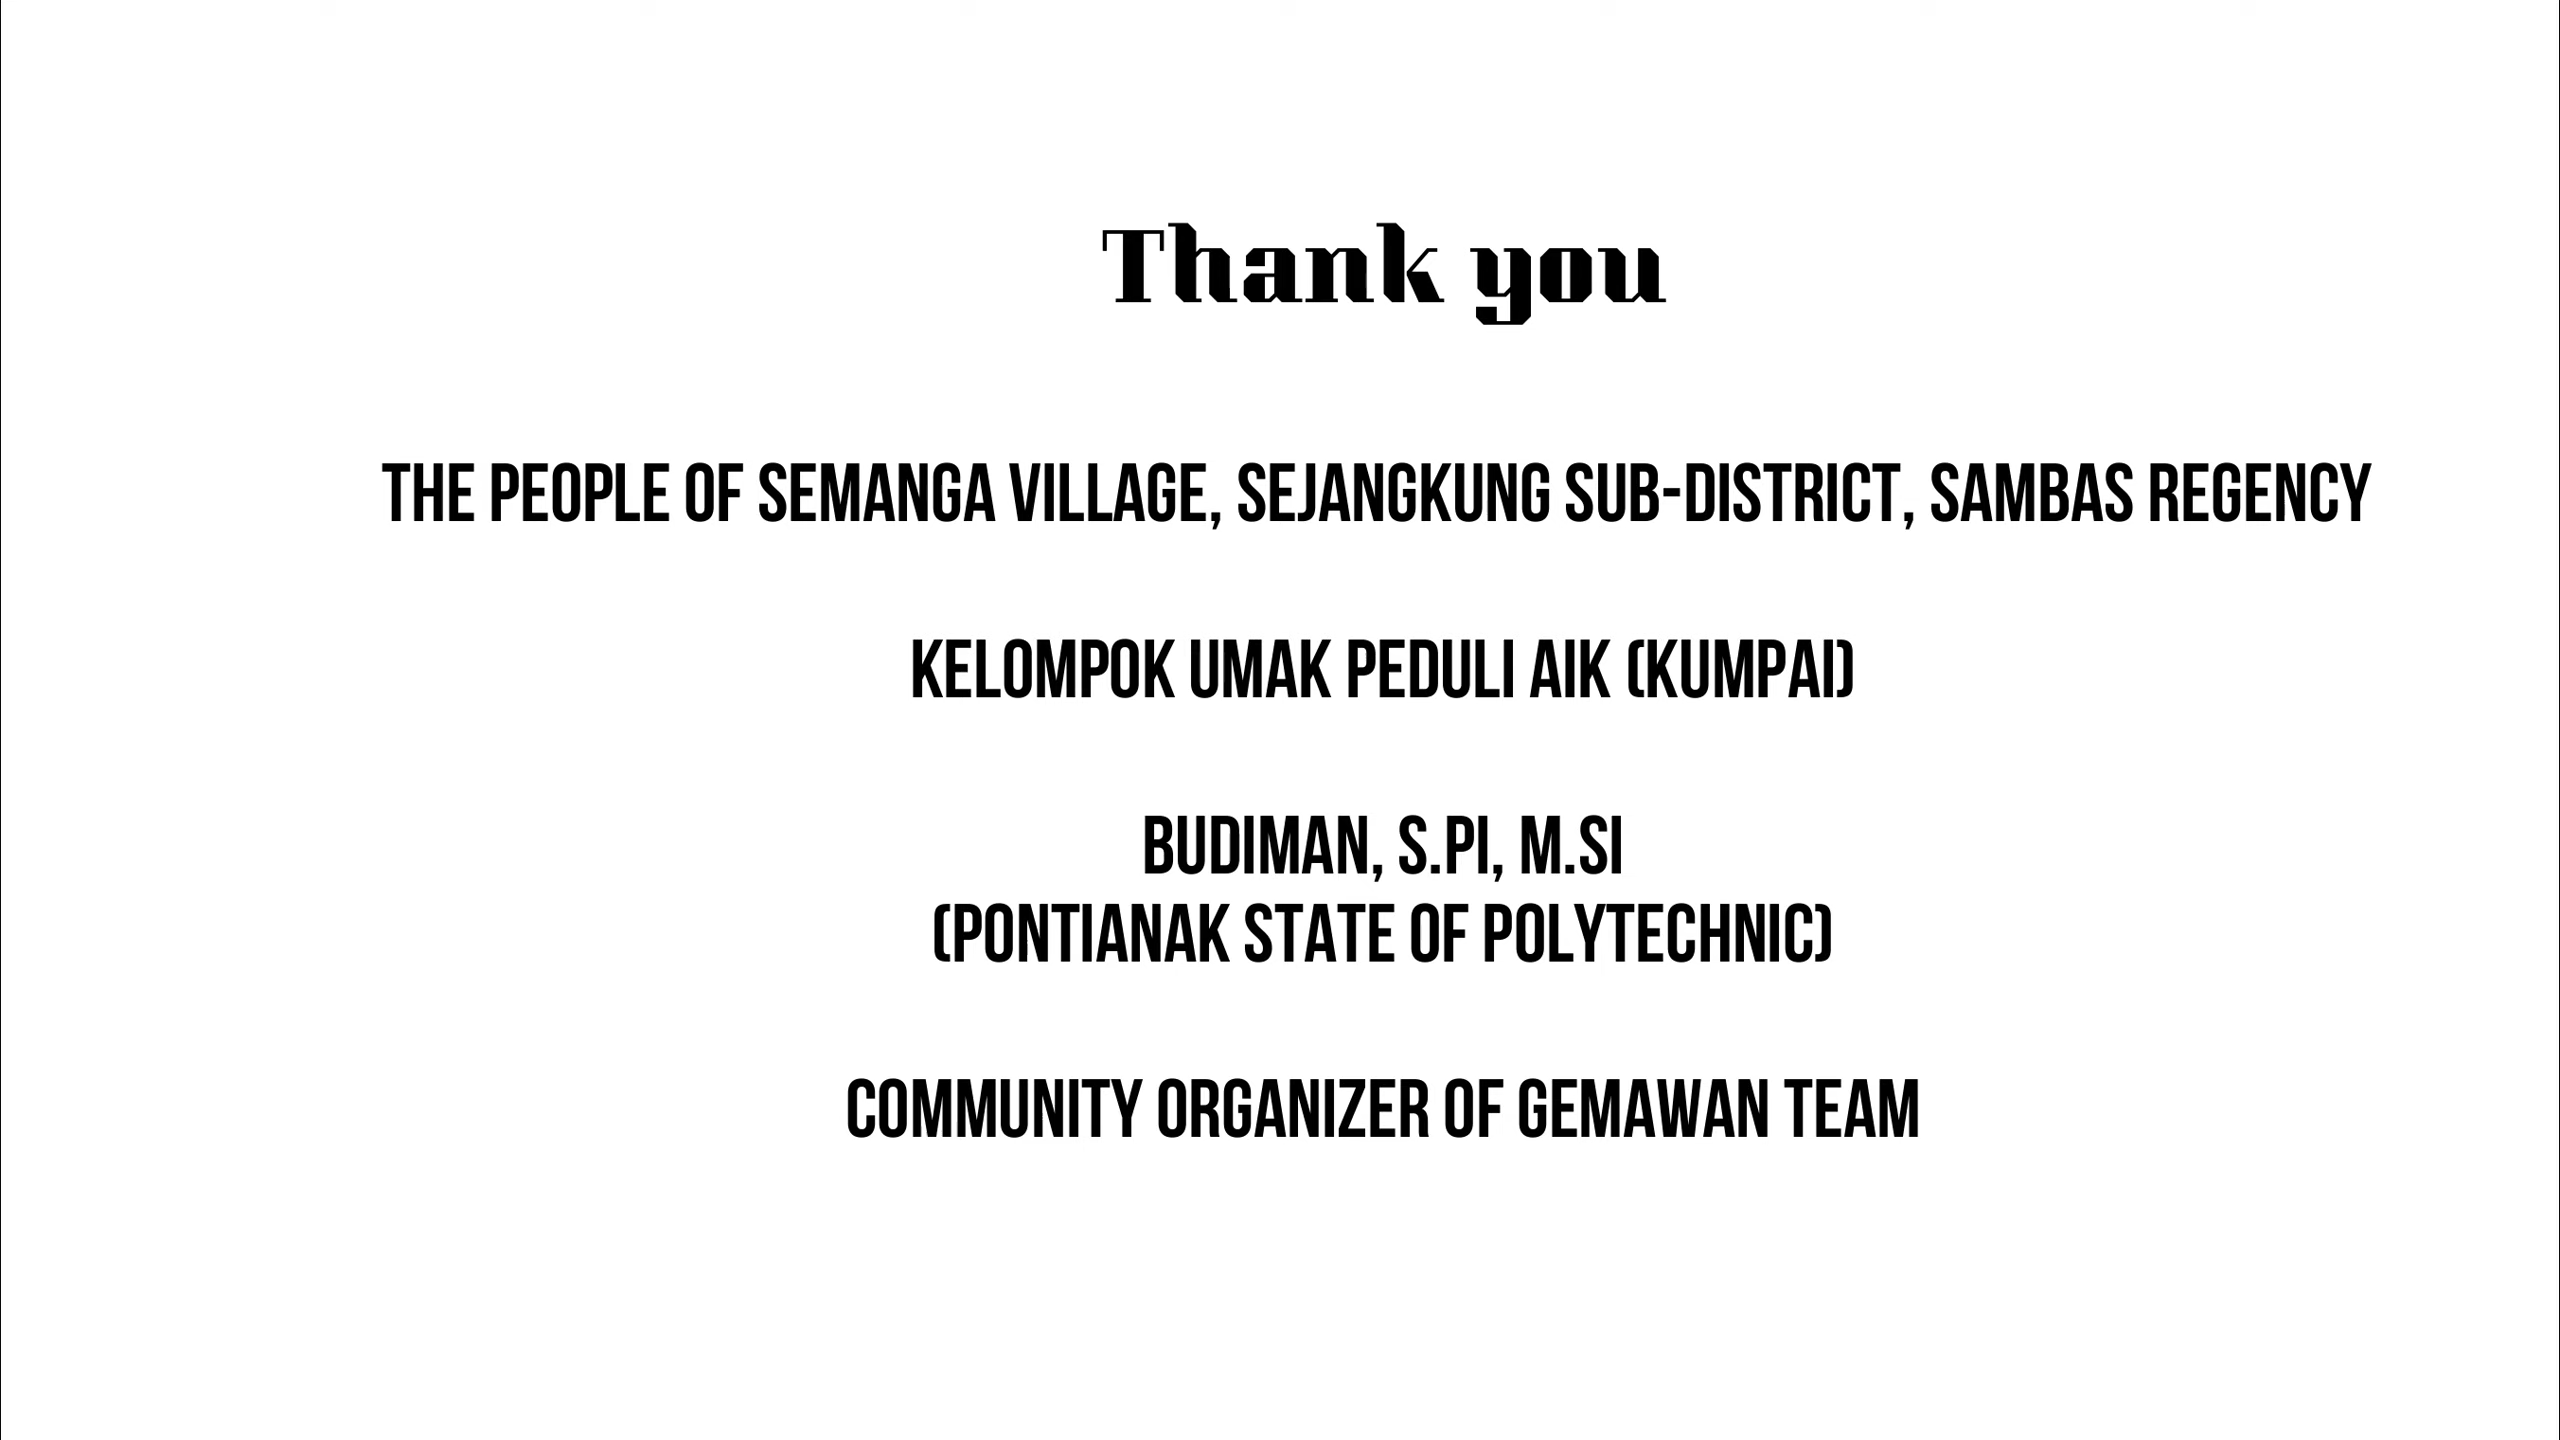 Thank you
THE PEOPLE OF SEMANGA VILLAGE, SEJANGKUNG SUB-DISTRICT, SAMBAS REGENCY
KELOMPOK UMAK PEDULI AIK (KUMPAI)
BUDIMAN, S.PI, M.SI
(PONTIANAK STATE OF POLYTECHNIC)
COMMUNITY ORGANIZER OF GEMAWAN TEAM